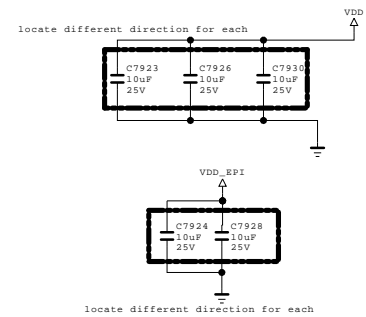 VDD
locate different direction for each
C7923 C7926 C7930
10uF 10uF 10uF
25V 25V 25V
VDD_EPI
C7924 C7928
10uF 10uF
25V 25V
locate different direction for each